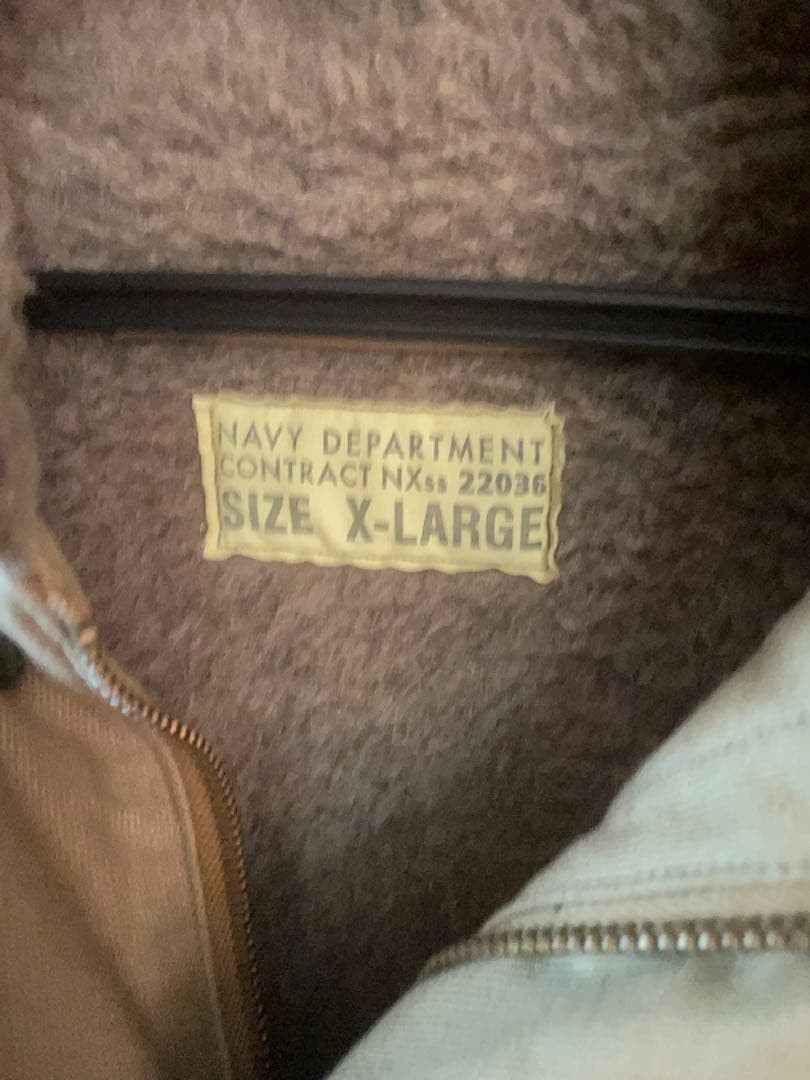 NAVY DEPARTMENT
CONTRACT NXss 22036
SIZE X-LARGE